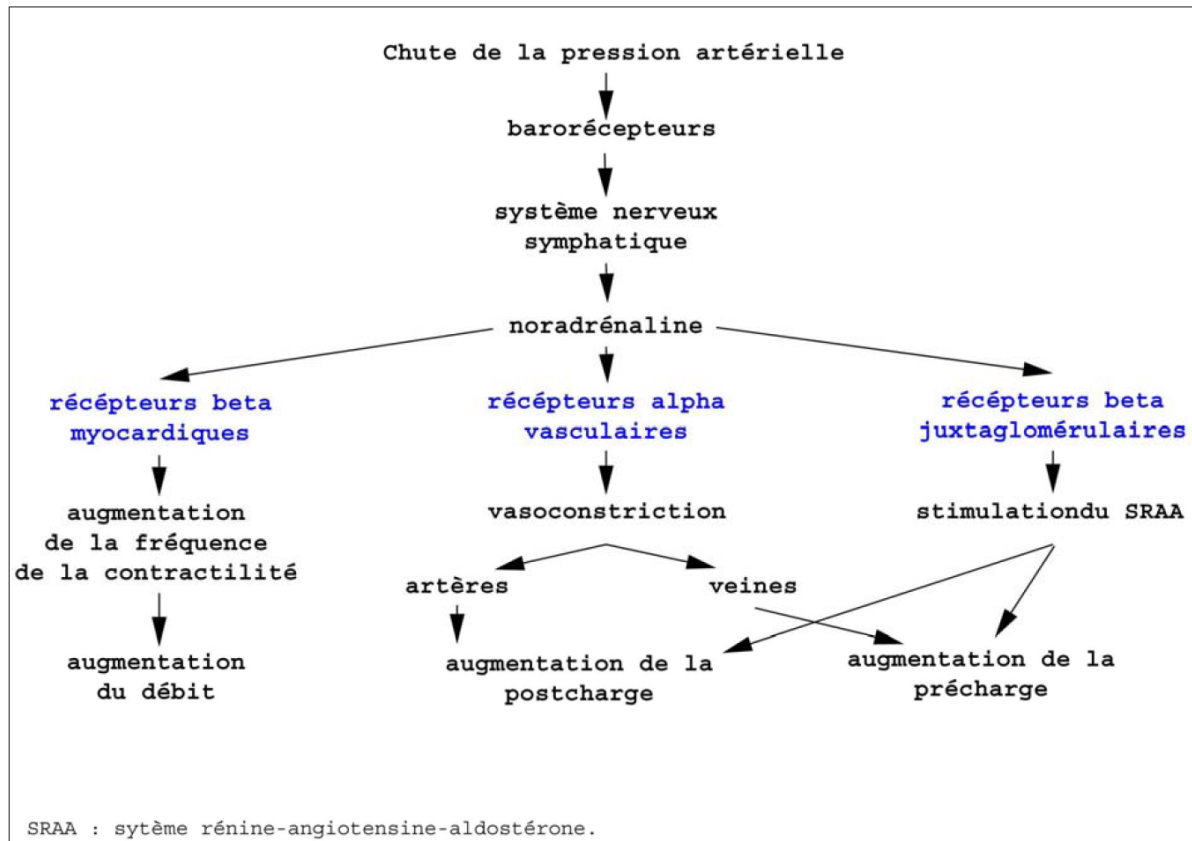 Chute de la pression artérielle
barorécepteurs
système nerveux
symphatique
noradrénaline
récépteurs beta
myocardiques
récépteurs alpha
vasculaires
récépteurs beta
juxtaglomérulaires
augmentation
de la fréquence
de la contractilité
vasoconstriction
stimulationdu SRAA
artères
veines
augmentation
du débit
augmentation de la
postcharge
augmentation de la
précharge
SRAA : sytème rénine-angiotensine-aldostérone.